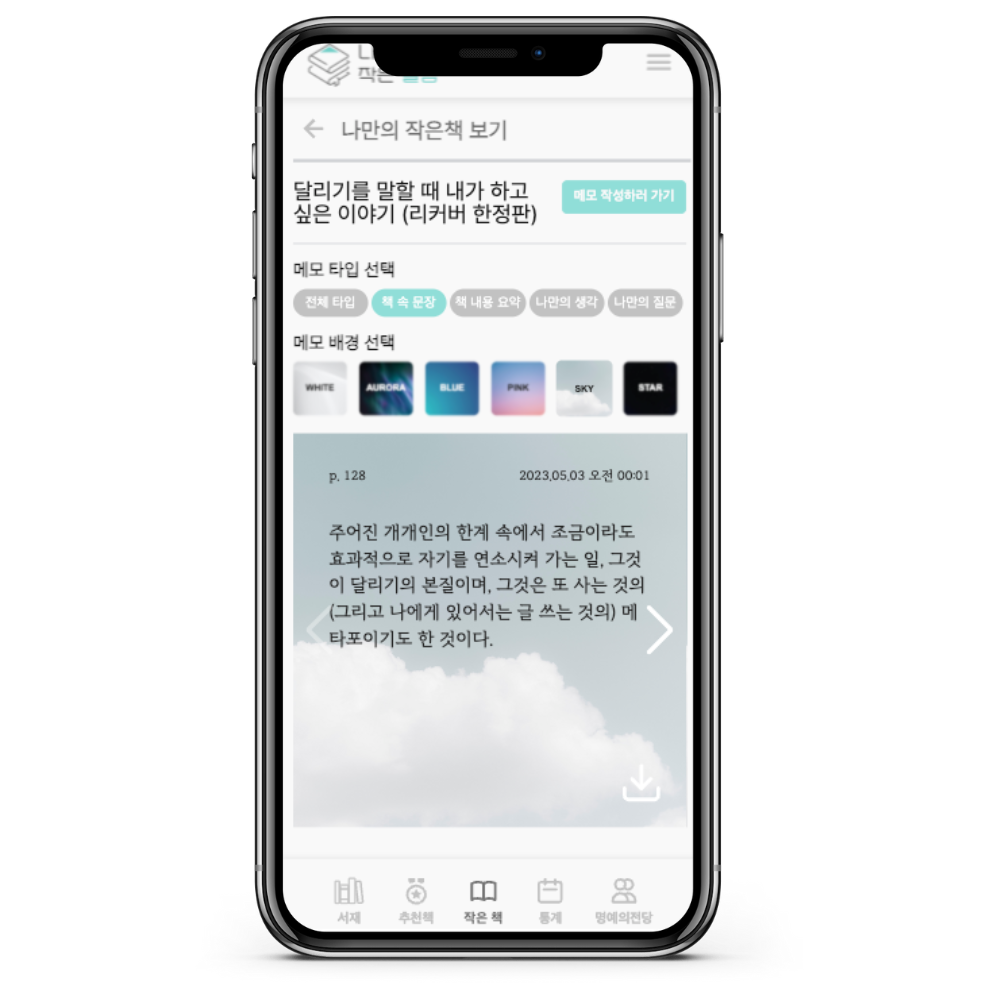 작은
나만의 작은책 보기
달리기를 말할 때 내가 하고
싶은 이야기 (리커버 한정판)
메모 작성하러 가기
메모 타입 선택
전체 타입
책 속 문장
책 내용 요약
나만의 생각
나만의 질문
메모 배경 선택
WHITE
AURORA
BLUE
PINK
SKY
STAR
p. 128
2023.05.03 오전 00:01
주어진 개개인의 한계 속에서 조금이라도
효과적으로 자기를 연소시켜 가는 일, 그것
이 달리기의 본질이며, 그것은 또 사는 것의
(그리고 나에게 있어서는 글 쓰는 것의) 메
타포이기도 한 것이다.
서재
추천책
작은 책
통계
명예의전당